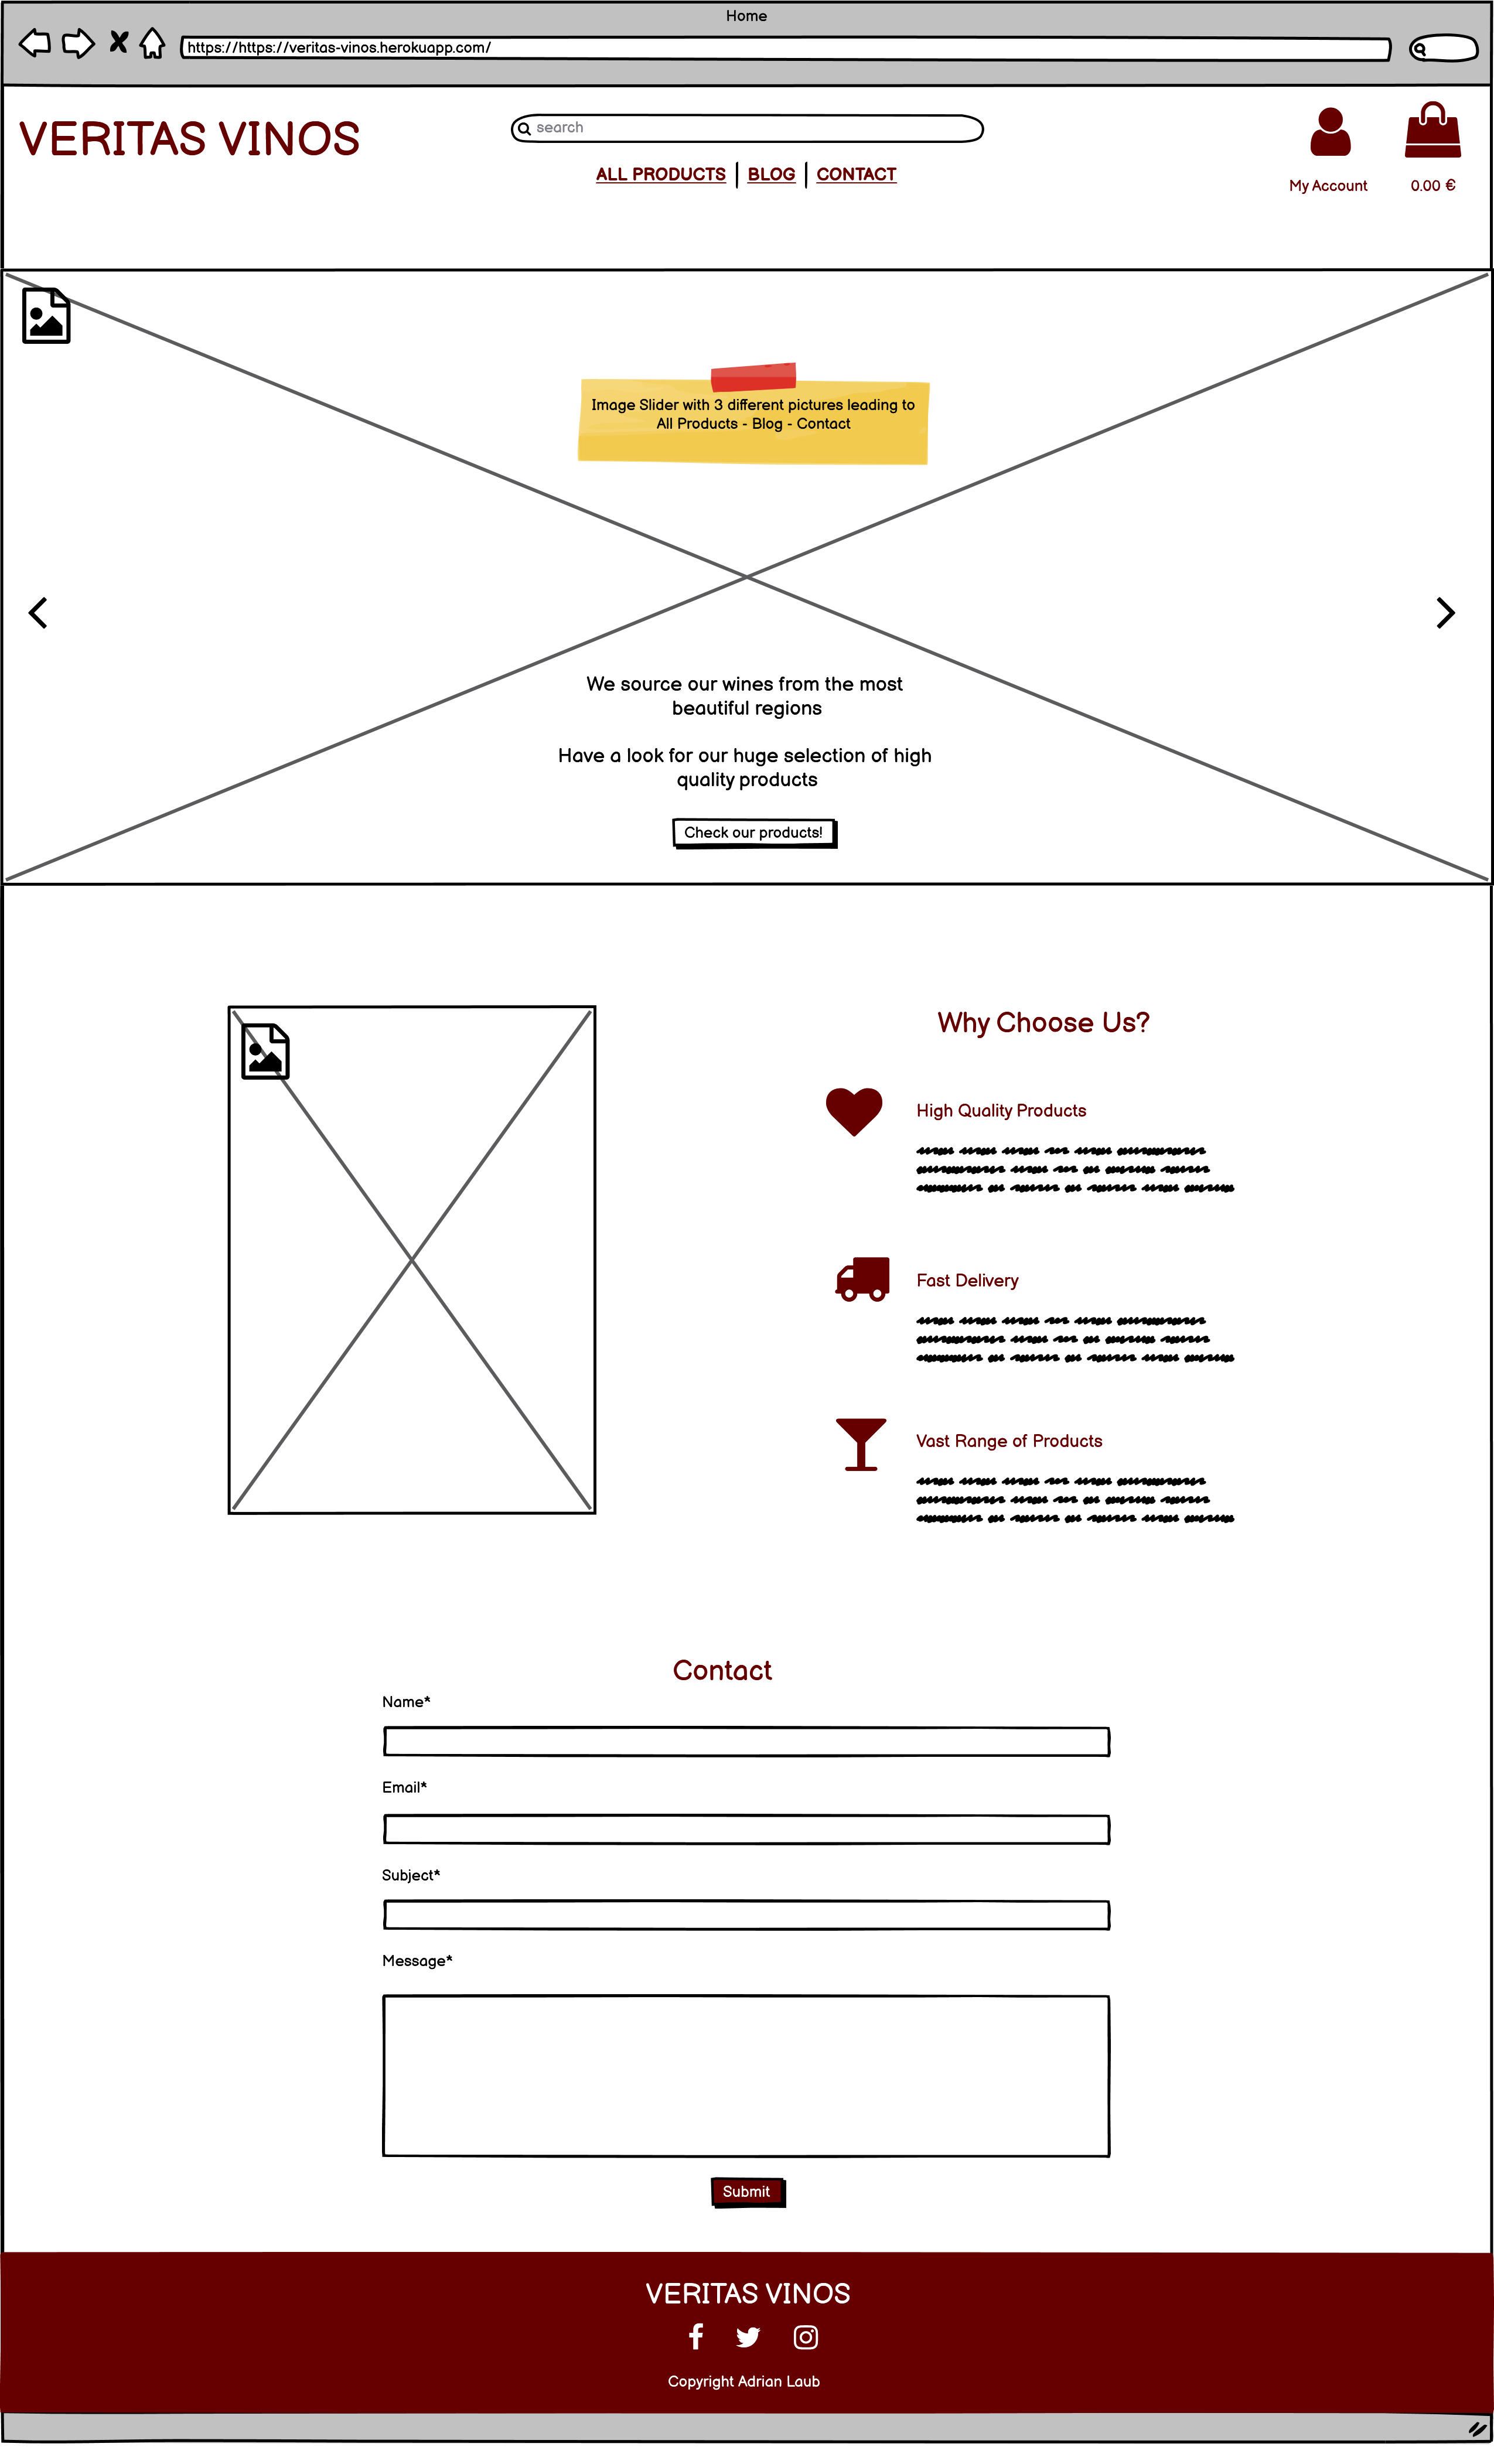 Home
https://https://veritas-vinos.herokuapp.com/
VERITAS VINOS
search
ALL PRODUCTS | BLOG | CONTACT
My Account
0.00 €
Image Slider with 3 different pictures leading to
All Products - Blog - Contact
We source our wines from the most
beautiful regions
Have a look for our huge selection of high
quality products
Check our products!
Why Choose Us?
High Quality Products
Fast Delivery
Vast Range of Products
Contact
Name*
Email*
Subject*
Message*
Submit
VERITAS VINOS
Copyright Adrian Laub